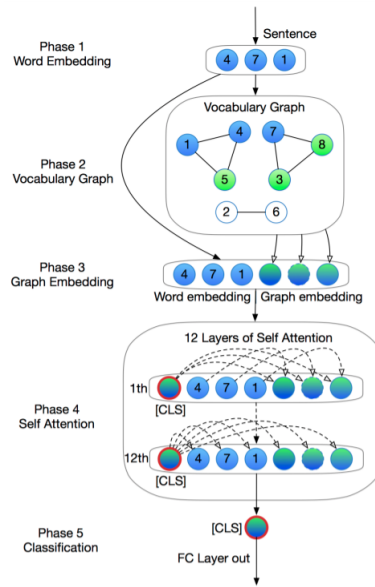 Sentence
Phase 1
Word Embedding
4 7 1
Vocabulary Graph
4 7
1 8
Phase 2
Vocabulary Graph
5 3
2 6
Phase 3
Graph Embedding
4 7 1
Word embedding Graph embedding
12 Layers of Self Attention
1th 4 7 1
[CLS]
Phase 4
Self Attention
12th 4 7 1
[CLS]
Phase 5
Classification
[CLS]
FC Layer out